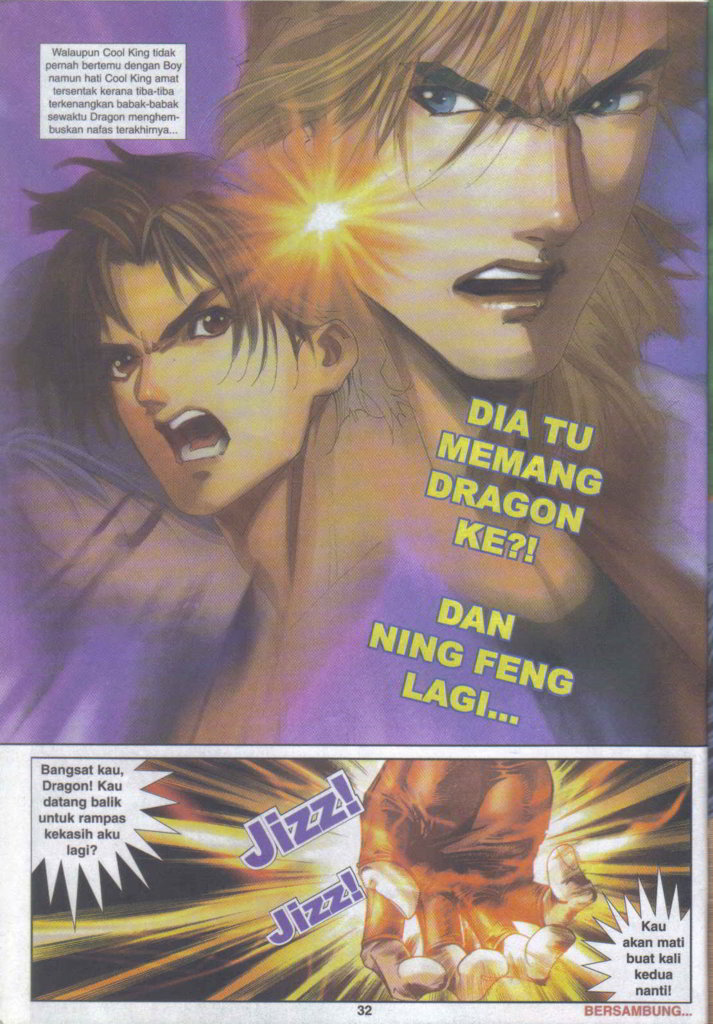 Walaupun Cool King tidak
pernah bertemu dengan Boy
namun hati Cool King amat
tersentak kerana tiba-tiba
terkenangkan babak-babak
sewaktu Dragon menghem-
buskan nafas terakhirnya...
DIA TU
MEMANG
DRAGON
KE?!
DAN
NING FENG
LAGI...
Bangsat kau,
Dragon! Kau
datang balik
untuk rampas
kekasih aku
lagi?
Jizz!
Jizz!
Kau
akan mati
buat kali
kedua
nanti!
32
BERSAMBUNG...